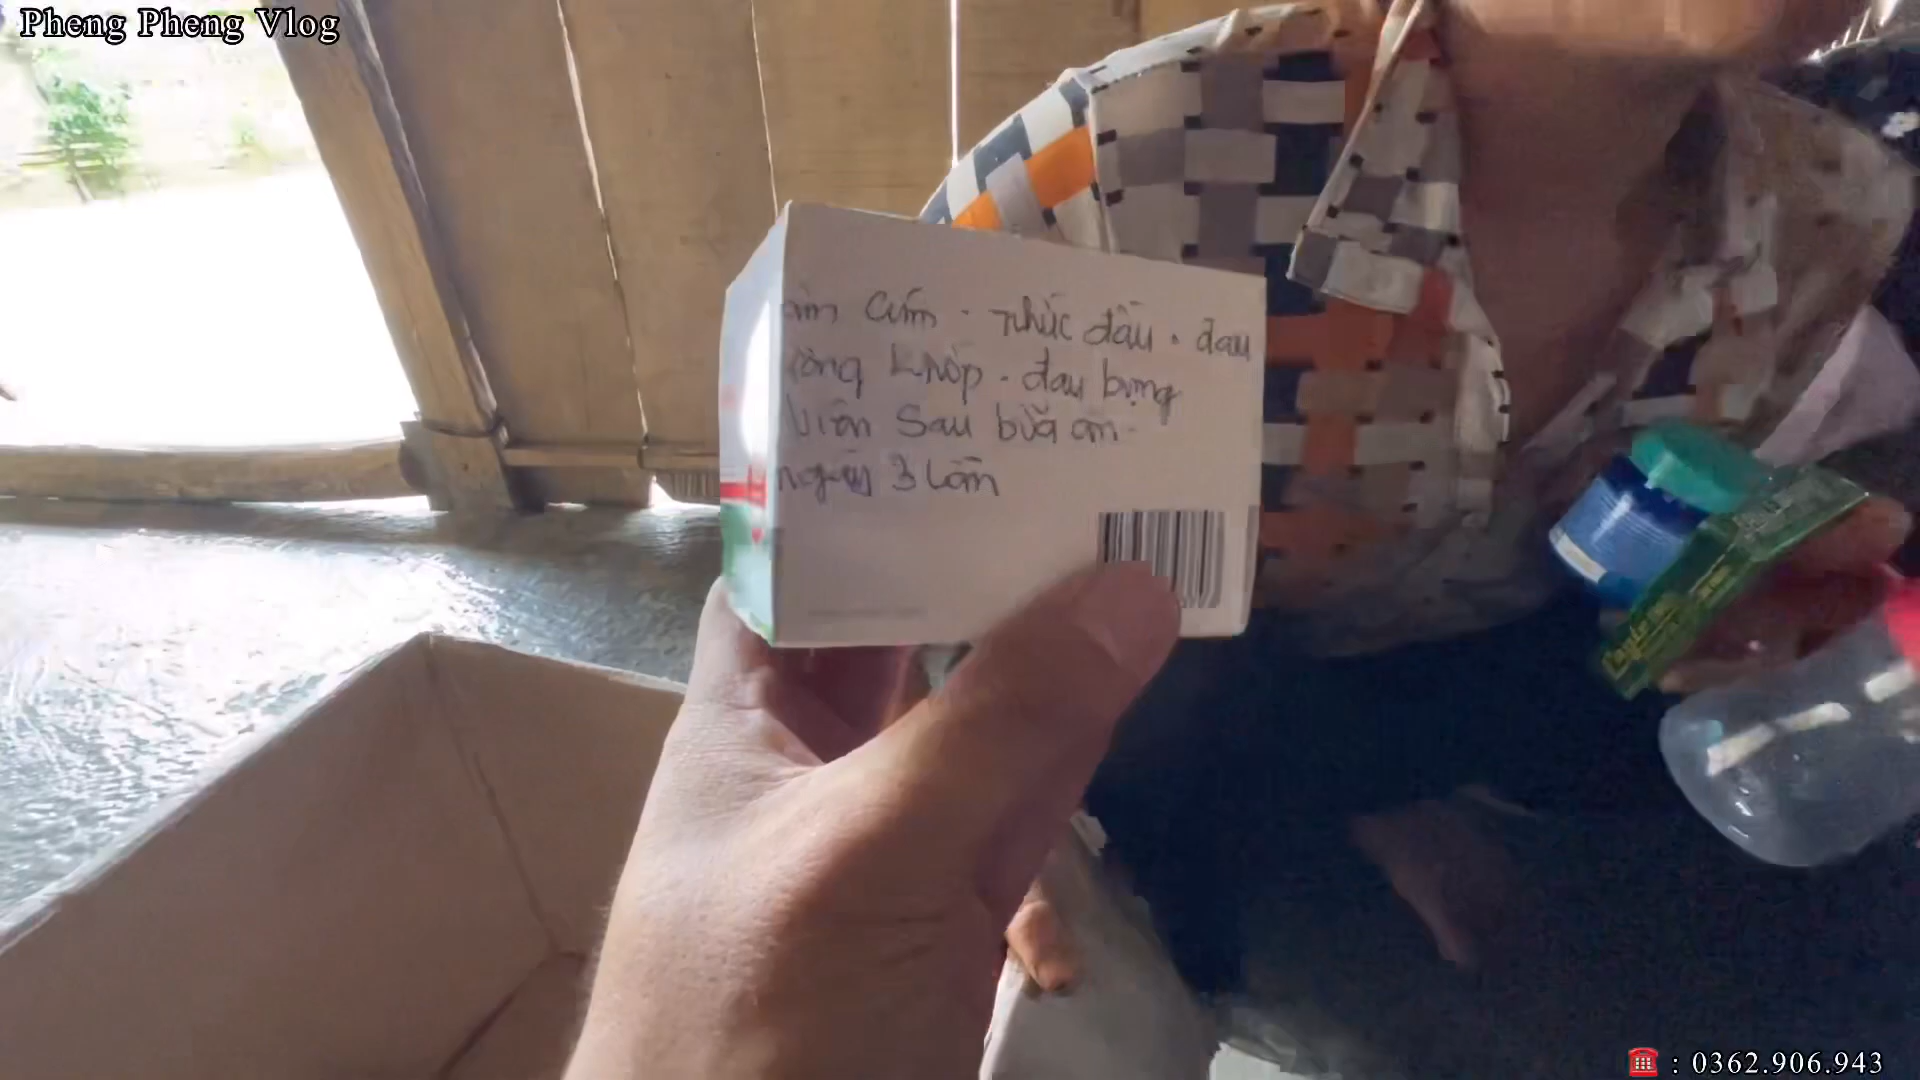 Pheng Pheng Vlog
cúm - nhức đầu - đau
khớp - đau bụng
viên sau bữa ăn
ngày 3 lần
☎ : 0362.906.943